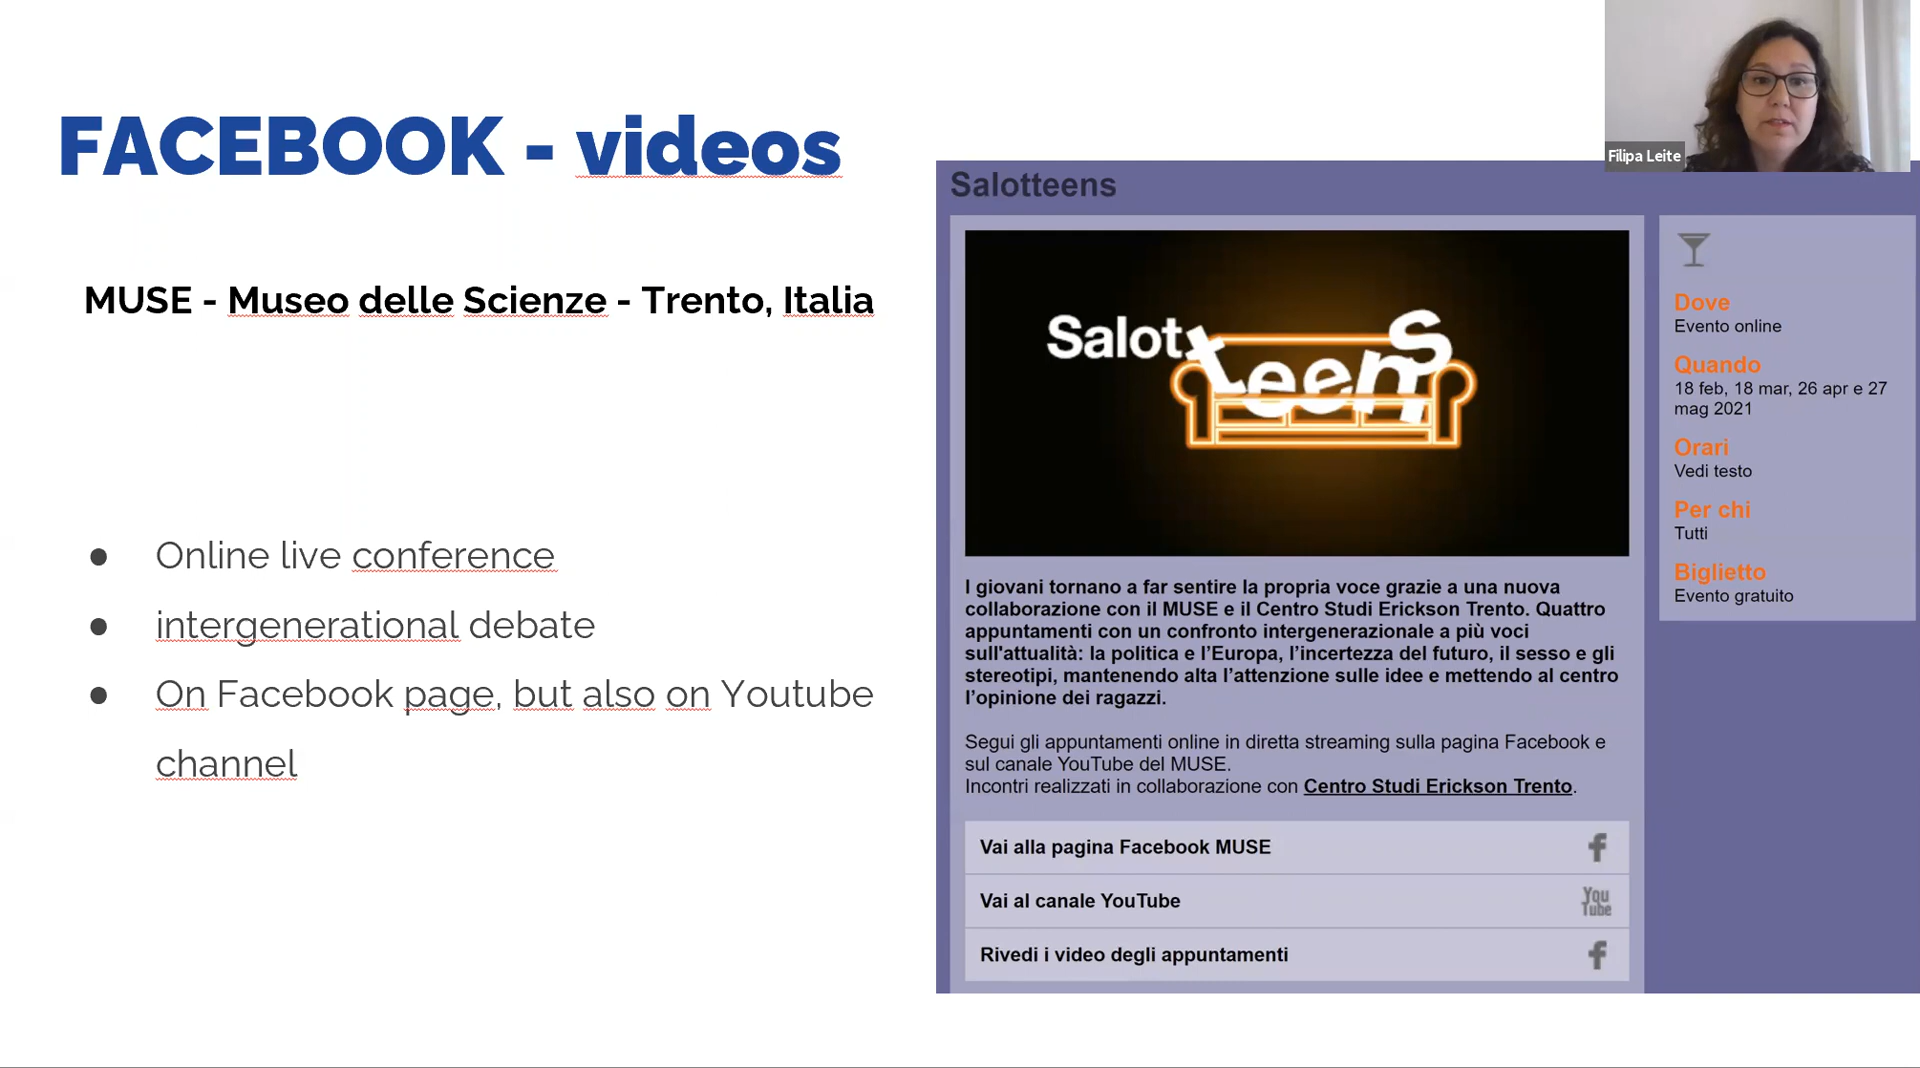 FACEBOOK - videos
MUSE - Museo delle Scienze - Trento, Italia
● Online live conference
● intergenerational debate
● On Facebook page, but also on Youtube
channel
Filipa Leite
Salotteens
Salotteens
I giovani tornano a far sentire la propria voce grazie a una nuova
collaborazione con il MUSE e il Centro Studi Erickson Trento. Quattro
appuntamenti con un confronto intergenerazionale a più voci
sull'attualità: la politica e l’Europa, l’incertezza del futuro, il sesso e gli
stereotipi, mantenendo alta l’attenzione sulle idee e mettendo al centro
l’opinione dei ragazzi.
Segui gli appuntamenti online in diretta streaming sulla pagina Facebook e
sul canale YouTube del MUSE.
Incontri realizzati in collaborazione con Centro Studi Erickson Trento.
Vai alla pagina Facebook MUSE
Vai al canale YouTube
You
Tube
Rivedi i video degli appuntamenti
Dove
Evento online
Quando
18 feb, 18 mar, 26 apr e 27
mag 2021
Orari
Vedi testo
Per chi
Tutti
Biglietto
Evento gratuito